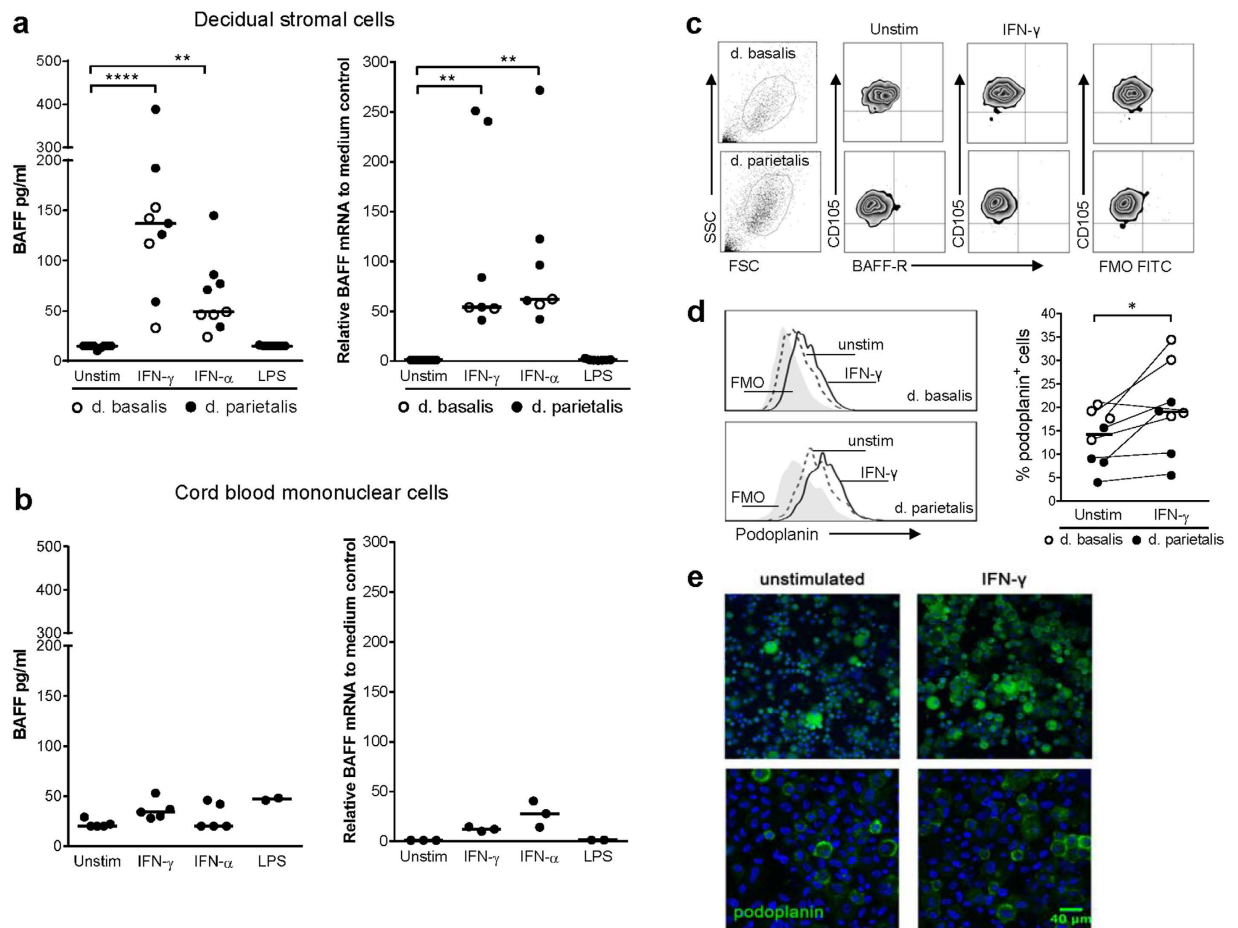 a
Decidual stromal cells
**
****
500
400
300
200
150
100
50
0
BAFF pg/ml
Unstim IFN-γ IFN-α LPS
d. basalis d. parietalis
**
**
300
250
200
150
100
50
0
Relative BAFF mRNA to medium control
Unstim IFN-γ IFN-α LPS
d. basalis d. parietalis
b
Cord blood mononuclear cells
500
400
300
200
150
100
50
0
BAFF pg/ml
Unstim IFN-γ IFN-α LPS
300
250
200
150
100
50
0
Relative BAFF mRNA to medium control
Unstim IFN-γ IFN-α LPS
c
Unstim IFN-γ
d. basalis
d. parietalis
SSC
CD105
CD105
CD105
FSC BAFF-R FMO FITC
d
unstim
FMO
IFN-γ
d. basalis
unstim
IFN-γ
FMO
d. parietalis
Podoplanin
*
40
35
30
25
20
15
10
5
0
% podoplanin+ cells
Unstim IFN-γ
d. basalis d. parietalis
e
unstimulated IFN-γ
podoplanin
40 μm